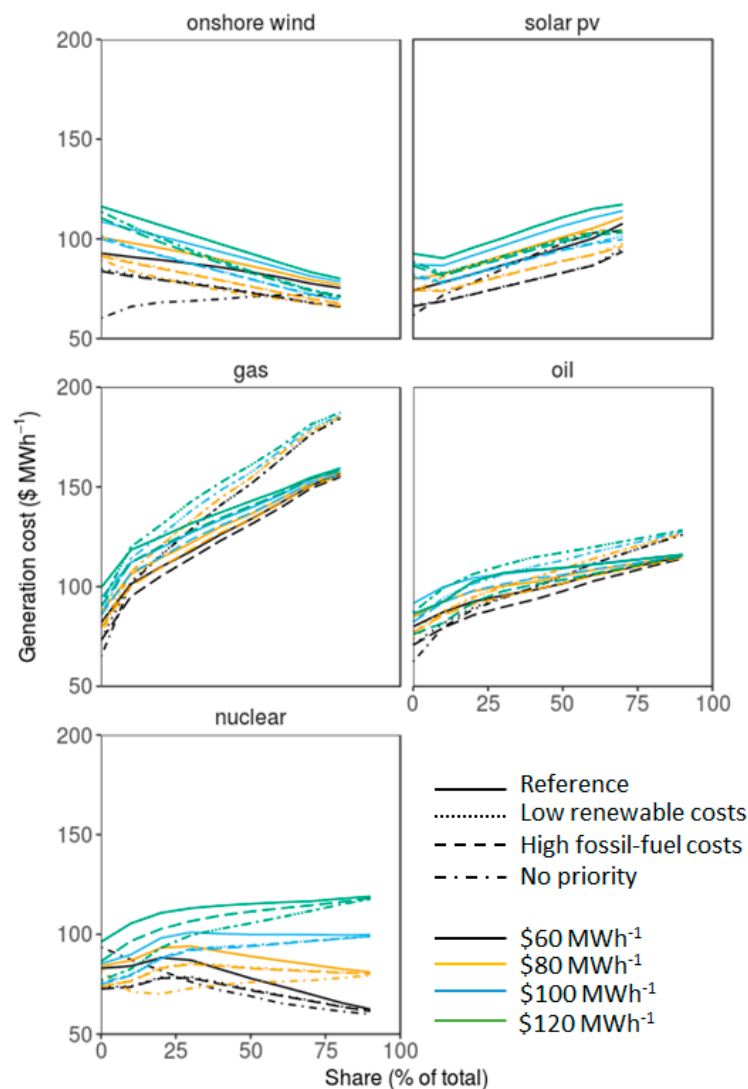 onshore wind
solar pv
200
150
100
50
gas
oil
200
150
100
50
0 25 50 75 100
nuclear
200
150
100
50
0 25 50 75 100
Generation cost ($ MWh⁻¹)
Share (% of total)
Reference
Low renewable costs
High fossil-fuel costs
No priority
$60 MWh⁻¹
$80 MWh⁻¹
$100 MWh⁻¹
$120 MWh⁻¹